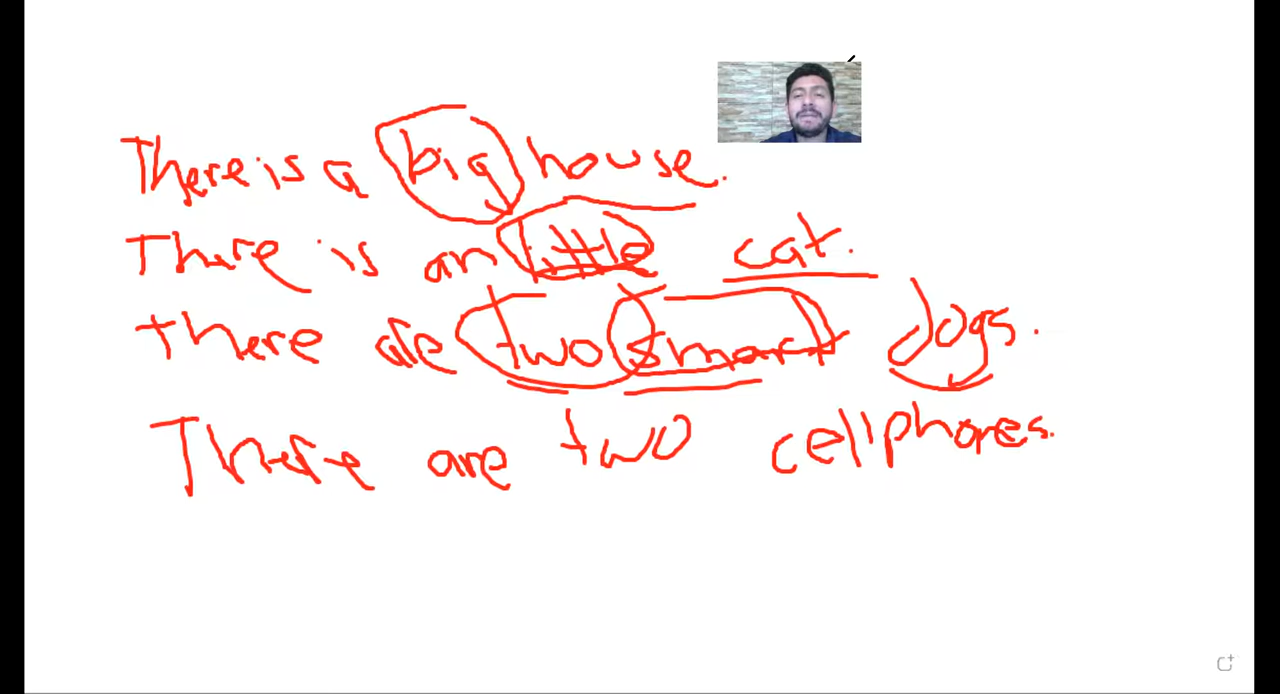 There is a big house.
There is an little cat.
there are two smart dogs.
There are two cellphones.